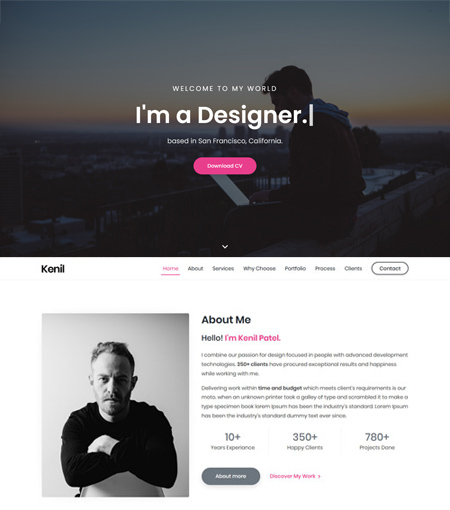 WELCOME TO MY WORLD
I'm a Designer.|
based in San Francisco, California.
Download CV
Kenil
Home About Services Why Choose Portfolio Process Clients Contact
About Me
Hello! I'm Kenil Patel.
I combine our passion for design focused in people with advanced development
technologies. 350+ clients have procured exceptional results and happiness
while working with me.
Delivering work within time and budget which meets client's requirements is our
moto. when an unknown printer took a galley of type and scrambled it to make a
type specimen book lorem Ipsum has been the industry's standard. Lorem Ipsum
has been the industry's standard dummy text ever since.
10+ 350+ 780+
Years Experiance Happy Clients Projects Done
About more Discover My Work >